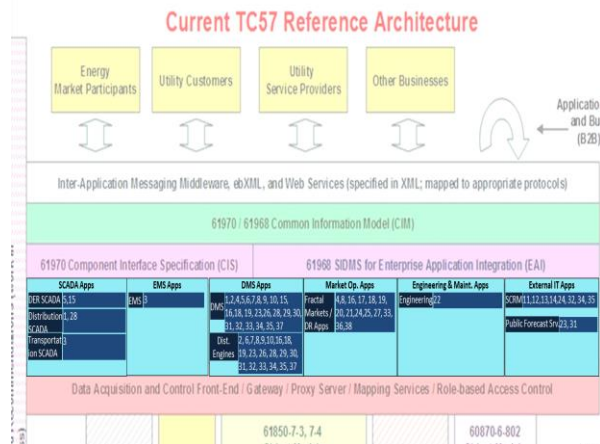 Current TC57 Reference Architecture
Energy
Market Participants
Utility Customers
Utility
Service Providers
Other Businesses
Applicatio
and Bu
(B2B)
Inter-Application Messaging Middleware, ebXML, and Web Services (specified in XML; mapped to appropriate protocols)
61970 / 61968 Common Information Model (CIM)
61970 Component Interface Specification (CIS)
61968 SIDMS for Enterprise Application Integration (EAI)
SCADA Apps
DER SCADA 5,15
Distribution 1, 28
SCADA
Transportat 3
ion SCADA
EMS Apps
EMS 3
DMS Apps
DMS 1,2,4,5,6,7,8,9,10, 15,
16,18, 19, 23,26, 28, 29, 30,
31, 32, 33, 34, 35, 37
Dist. 2, 6,7,8,9,10,16,18,
Engines 19, 23, 26, 28, 29, 30,
31, 32, 33, 34, 35, 37
Market Op. Apps
Fractal 4,8, 16, 17, 18, 19,
Markets / 20, 21,24, 25, 27, 33,
DR Apps 36,38
Engineering & Maint. Apps
Engineering 22
External IT Apps
SCRM 11,12,13,14,24, 32, 34, 35
Public Forecast Srv. 23, 31
Data Acquisition and Control Front-End / Gateway / Proxy Server / Mapping Services / Role-based Access Control
61850-7-3, 7-4
60870-6-802